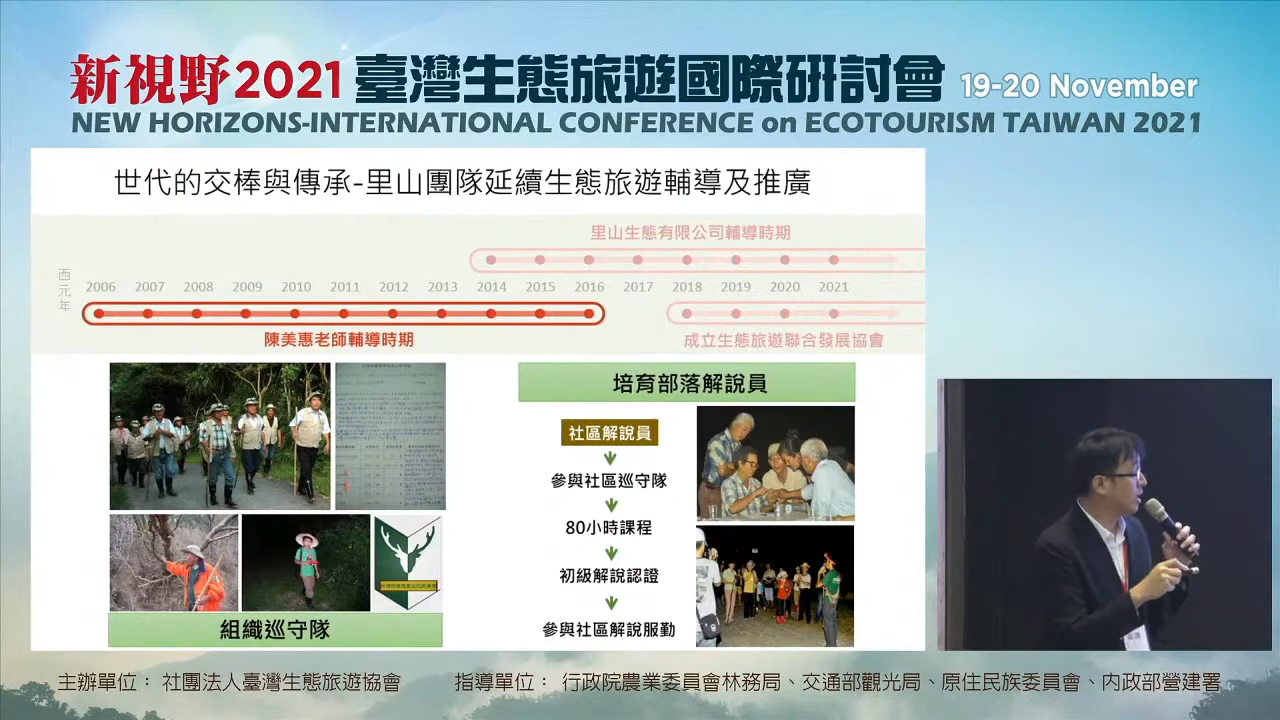 新視野2021臺灣生態旅遊國際研討會 19-20 November
NEW HORIZONS-INTERNATIONAL CONFERENCE on ECOTOURISM TAIWAN 2021
世代的交棒與傳承-里山團隊延續生態旅遊輔導及推廣
里山生態有限公司輔導時期
西元年
2006 2007 2008 2009 2010 2011 2012 2013 2014 2015 2016 2017 2018 2019 2020 2021
陳美惠老師輔導時期
成立生態旅遊聯合發展協會
組織巡守隊
培育部落解說員
社區解說員
參與社區巡守隊
80小時課程
初級解說認證
參與社區解說服勤
主辦單位： 社團法人臺灣生態旅遊協會
指導單位： 行政院農業委員會林務局、交通部觀光局、原住民族委員會、內政部營建署